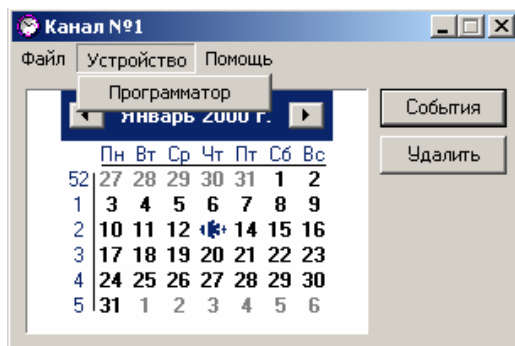 Канал №1
Файл Устройство Помощь
Программатор
Январь 2000 г.
События
Удалить
Пн Вт Ср Чт Пт Сб Вс
52 27 28 29 30 31 1 2
1 3 4 5 6 7 8 9
2 10 11 12 14 15 16
3 17 18 19 20 21 22 23
4 24 25 26 27 28 29 30
5 31 1 2 3 4 5 6